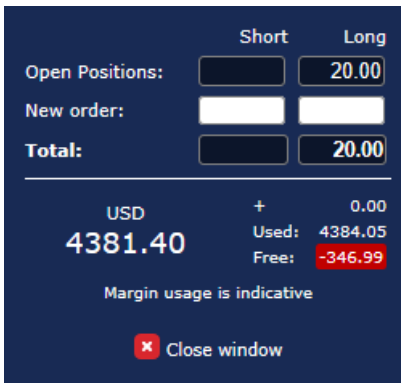 Short Long
Open Positions: 20.00
New order:
Total: 20.00
USD + 0.00
4381.40 Used: 4384.05
Free: -346.99
Margin usage is indicative
Close window